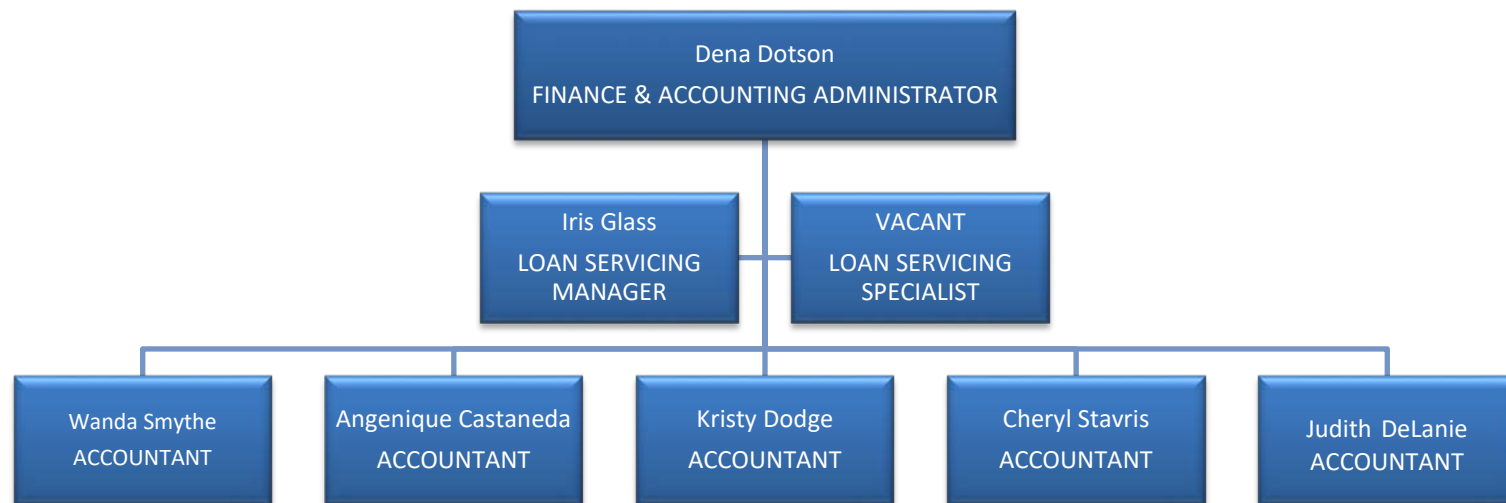 Dena Dotson
FINANCE & ACCOUNTING ADMINISTRATOR
Iris Glass
LOAN SERVICING
MANAGER
VACANT
LOAN SERVICING
SPECIALIST
Wanda Smythe
ACCOUNTANT
Angenique Castaneda
ACCOUNTANT
Kristy Dodge
ACCOUNTANT
Cheryl Stavris
ACCOUNTANT
Judith DeLanie
ACCOUNTANT